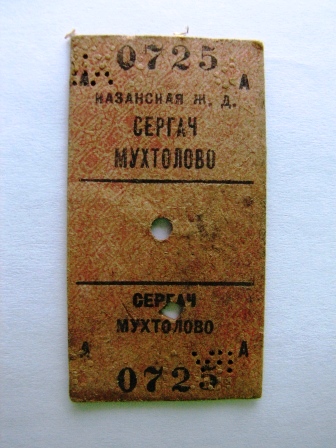 0725
А А
КАЗАНСКАЯ Ж. Д.
СЕРГАЧ
МУХТОЛОВО
СЕРГАЧ
МУХТОЛОВО
А А
0725